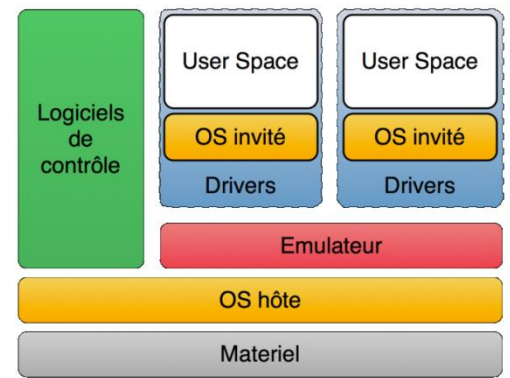 Logiciels
de
contrôle
User Space
OS invité
Drivers
User Space
OS invité
Drivers
Emulateur
OS hôte
Materiel